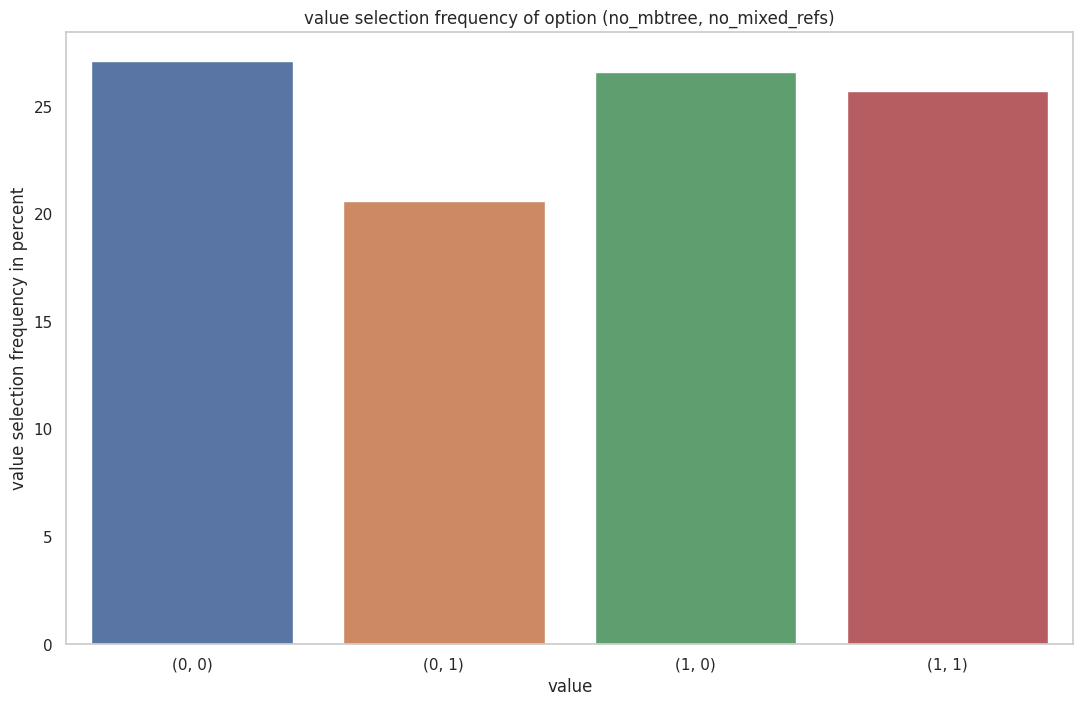 value selection frequency of option (no_mbtree, no_mixed_refs)
value selection frequency in percent
25
20
15
10
5
0
(0, 0) (0, 1) (1, 0) (1, 1)
value